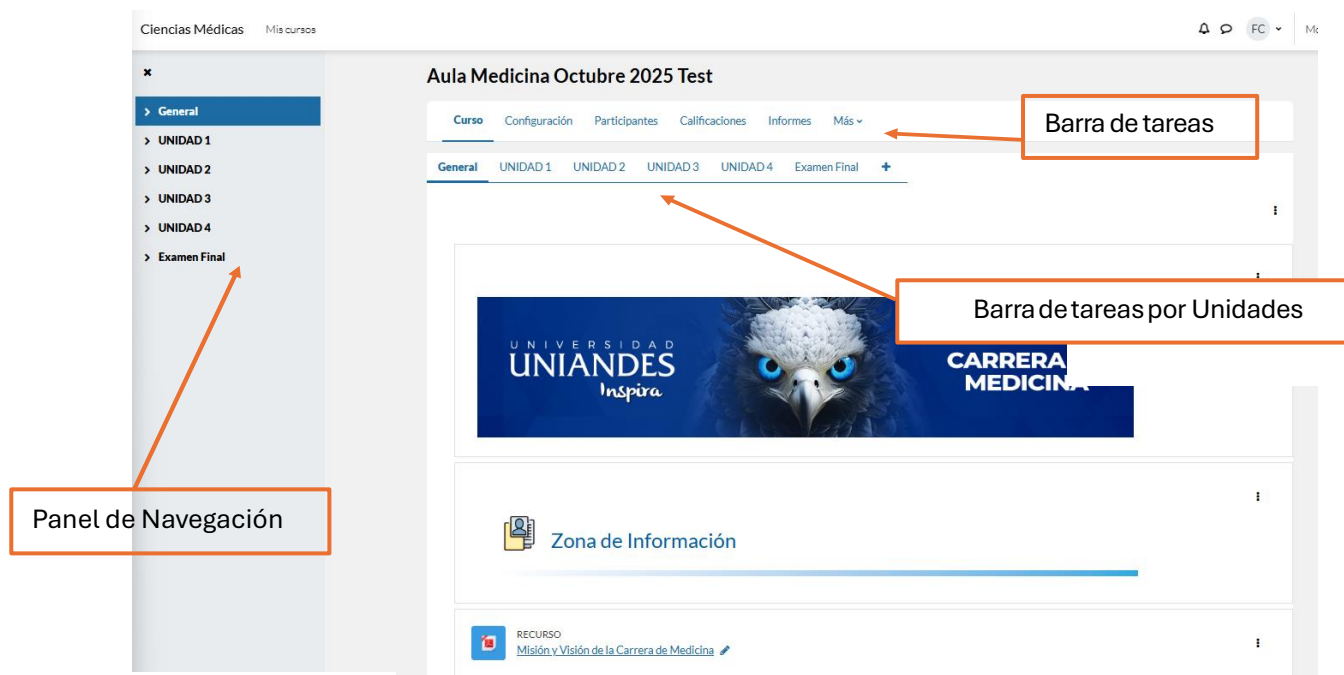 Ciencias Médicas Mis cursos FC
Aula Medicina Octubre 2025 Test
General
UNIDAD 1
UNIDAD 2
UNIDAD 3
UNIDAD 4
Examen Final
Curso Configuración Participantes Calificaciones Informes Más
Barra de tareas
General UNIDAD 1 UNIDAD 2 UNIDAD 3 UNIDAD 4 Examen Final +
Barra de tareas por Unidades
UNIVERSIDAD
UNIANDES
Inspira
CARRERA
MEDICINA
Panel de Navegación
Zona de Información
RECURSO
Misión y Visión de la Carrera de Medicina